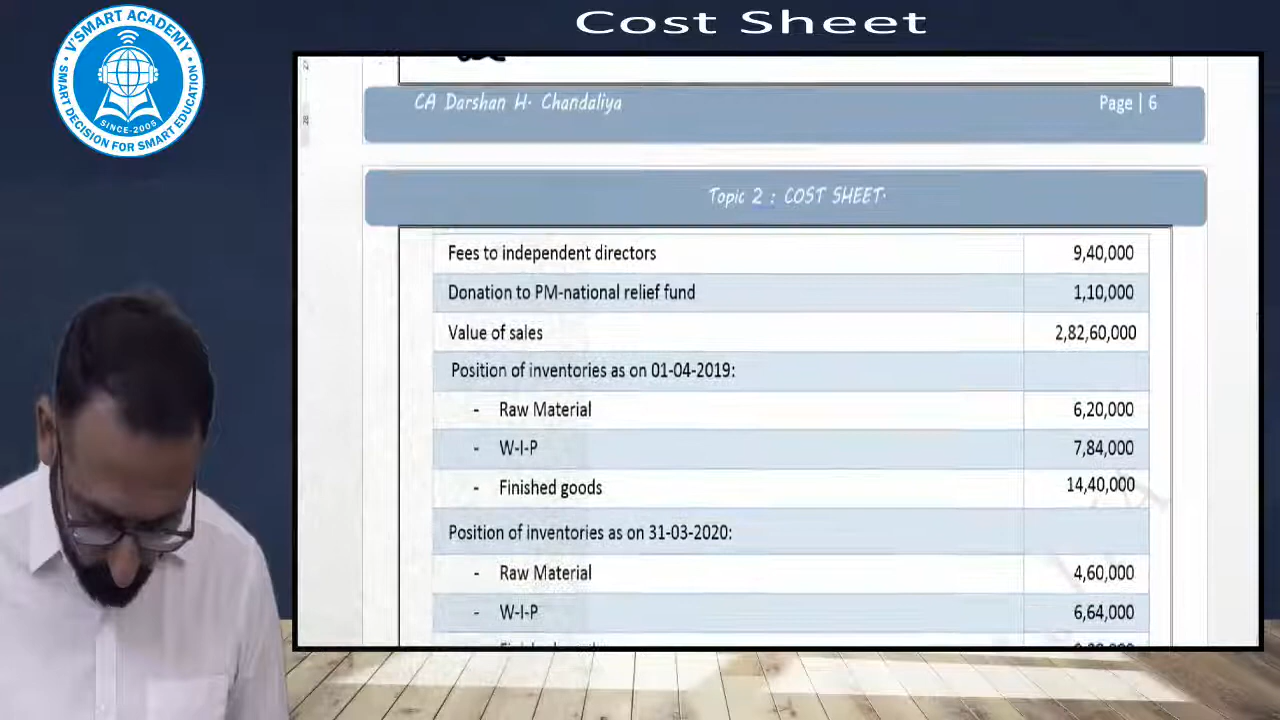 Cost Sheet
V'SMART ACADEMY
SMART DECISION FOR SMART EDUCATION
SINCE-2006
CA Darshan H. Chandaliya
Page | 6
Topic 2 : COST SHEET.
Fees to independent directors 9,40,000
Donation to PM-national relief fund 1,10,000
Value of sales 2,82,60,000
Position of inventories as on 01-04-2019:
- Raw Material 6,20,000
- W-I-P 7,84,000
- Finished goods 14,40,000
Position of inventories as on 31-03-2020:
- Raw Material 4,60,000
- W-I-P 6,64,000